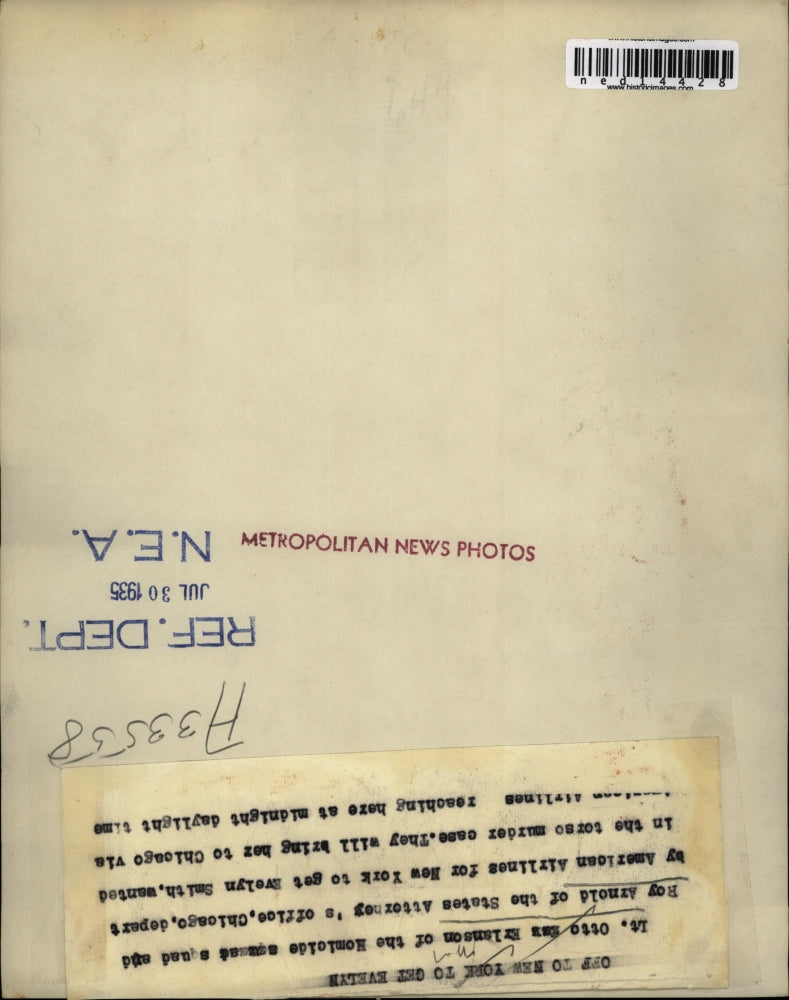 ned14428
www.historicimages.com
METROPOLITAN NEWS PHOTOS
REF. DEPT.
JUL 30 1935
N.E.A.
A33538
OFF TO NEW YORK TO GET EVELYN
Lt. Otto Erlanson of the Homicide squad and
Roy Arnold of the States Attorney's office,Chicago,depart
by American Airlines for New York to get Evelyn Smith,wanted
in the torso murder case.They will bring her to Chicago via
American Airlines reaching here at midnight daylight time